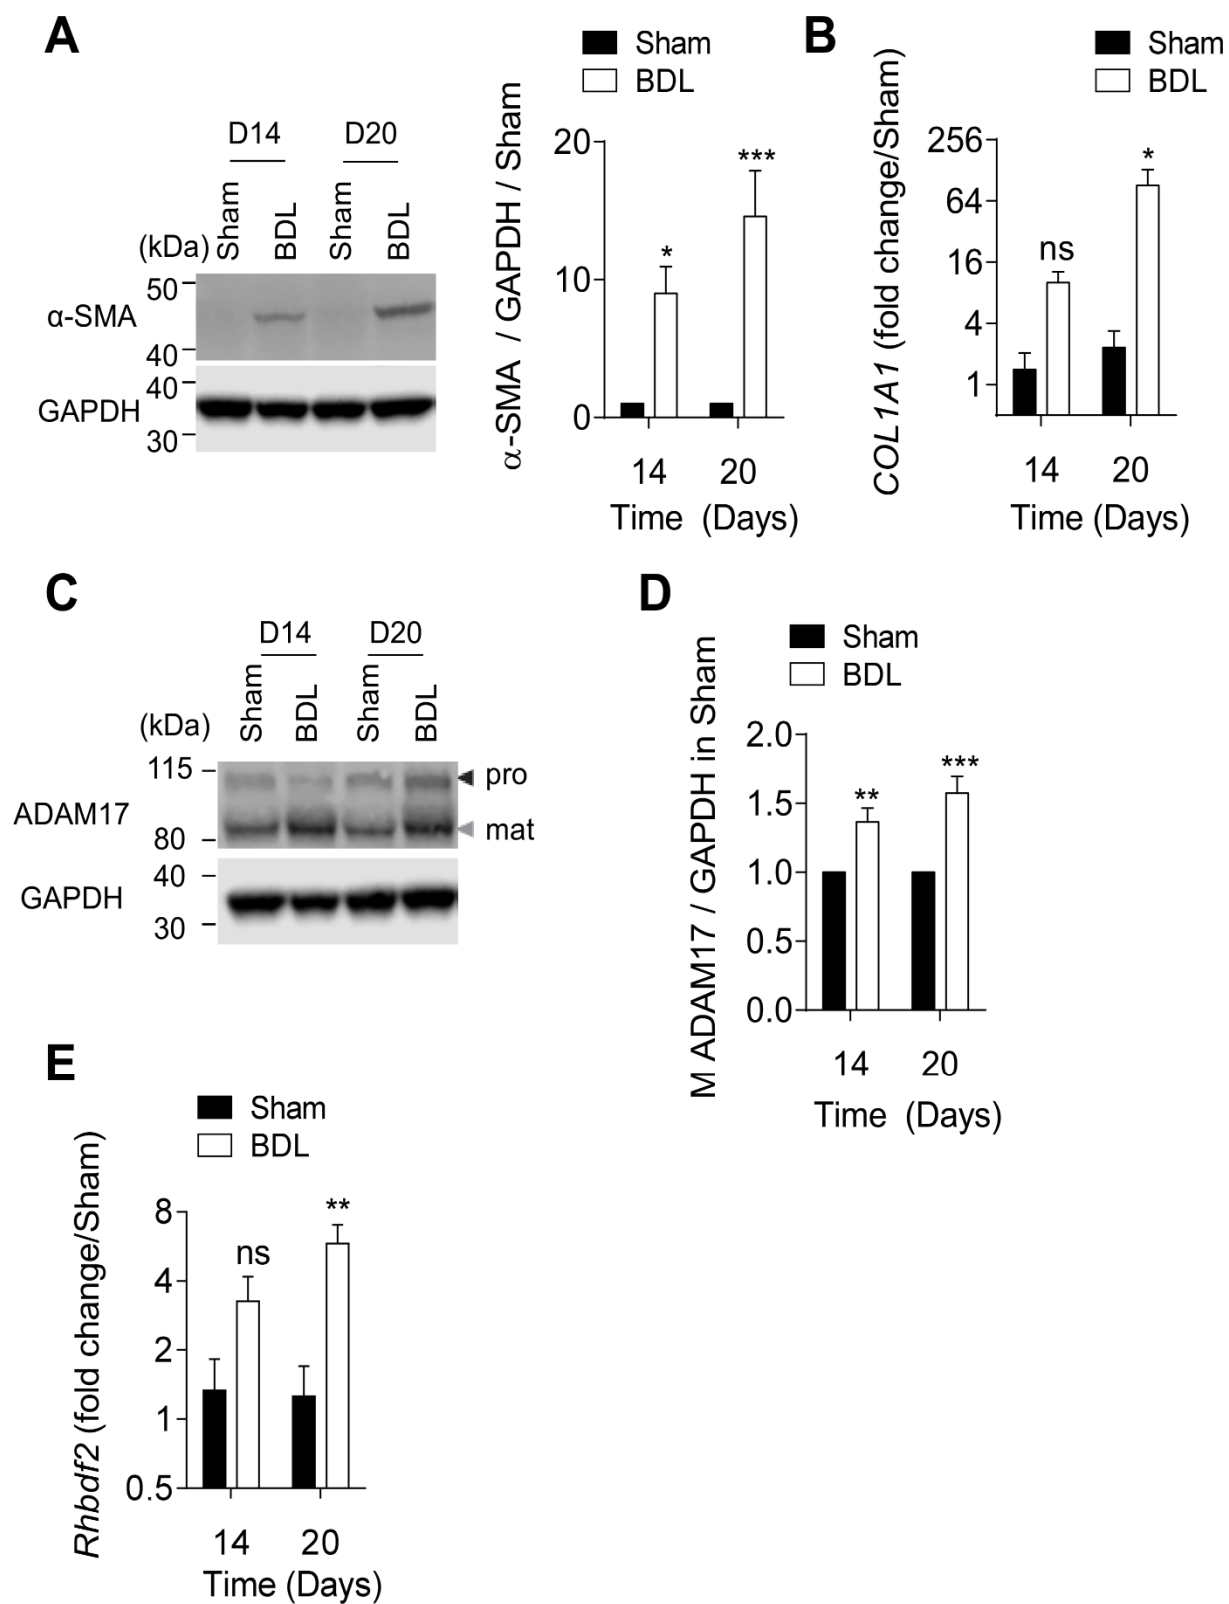 A
Sham
BDL
B
Sham
BDL
D14
D20
Sham
BDL
Sham
BDL
(kDa)
50
α-SMA
40
40
GAPDH
30
α-SMA / GAPDH / Sham
20
10
0
*
***
14
20
Time (Days)
COL1A1 (fold change/Sham)
256
64
16
4
1
ns
*
14
20
Time (Days)
C
D14
D20
Sham
BDL
Sham
BDL
(kDa)
115
pro
ADAM17
80
mat
40
GAPDH
30
D
Sham
BDL
M ADAM17 / GAPDH in Sham
2.0
1.5
1.0
0.5
0.0
**
***
14
20
Time (Days)
E
Sham
BDL
Rhbdf2 (fold change/Sham)
8
4
2
1
0.5
ns
**
14
20
Time (Days)